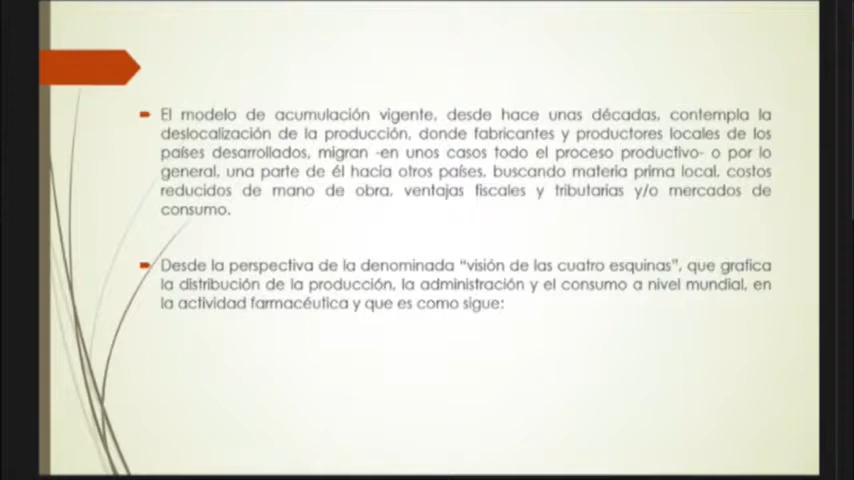 El modelo de acumulación vigente, desde hace unas décadas, contempla la
deslocalización de la producción, donde fabricantes y productores locales de los
países desarrollados, migran -en unos casos todo el proceso productivo- o por lo
general, una parte de él hacia otros países, buscando materia prima local, costos
reducidos de mano de obra, ventajas fiscales y tributarias y/o mercados de
consumo.
Desde la perspectiva de la denominada “visión de las cuatro esquinas”, que grafica
la distribución de la producción, la administración y el consumo a nivel mundial, en
la actividad farmacéutica y que es como sigue: